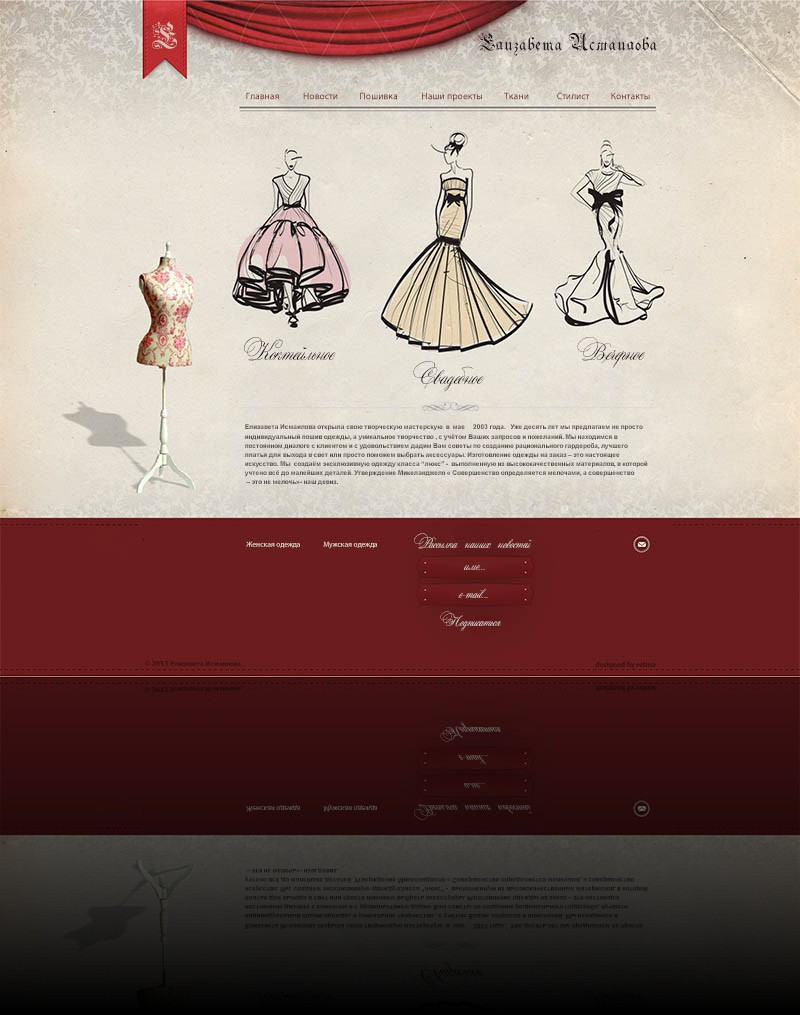 Елизавета Исмаилова
Главная Новости Пошивка Наши проекты Ткани Стилист Контакты
Коктейльное
Свадебное
Вечерное
Елизавета Исмаилова открыла свою творческую мастерскую в мае 2003 года. Уже десять лет мы предлагаем не просто
индивидуальный пошив одежды, а уникальное творчество , с учётом Ваших запросов и пожеланий. Мы находимся в
постоянном диалоге с клиентом и с удовольствием дадим Вам советы по созданию рационального гардероба, лучшего
платья для выхода в свет или просто поможем выбрать аксессуары. Изготовление одежды на заказ – это настоящее
искусство. Мы создаём эксклюзивную одежду класса “люкс” - выполненную из высококачественных материалов, в которой
учтено всё до малейших деталей. Утверждение Микеланджело « Совершенство определяется мелочами, а совершенство
– это не мелочь»- наш девиз.
Женская одежда Мужская одежда Рассылка наших новостей
имя...
e-mail...
Подписаться
© 2013 Елизавета Исмаилова. designed by